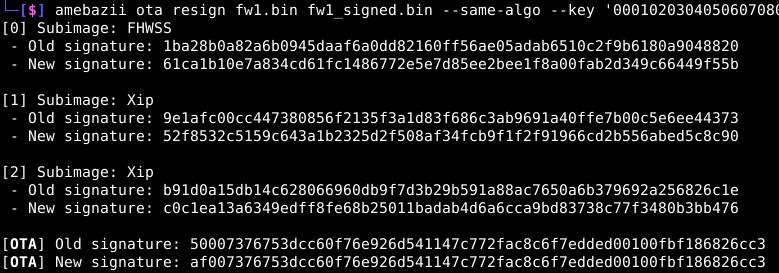 └─[$] amebazii ota resign fw1.bin fw1_signed.bin --same-algo --key '000102030405060708
[0] Subimage: FHWSS
- Old signature: 1ba28b0a82a6b0945daaf6a0dd82160ff56ae05adab6510c2f9b6180a9048820
- New signature: 61ca1b10e7a834cd61fc1486772e5e7d85ee2bee1f8a00fab2d349c66449f55b
[1] Subimage: Xip
- Old signature: 9e1afc00cc447380856f2135f3a1d83f686c3ab9691a40ffe7b00c5e6ee44373
- New signature: 52f8532c5159c643a1b2325d2f508af34fcb9f1f2f91966cd2b556abed5c8c90
[2] Subimage: Xip
- Old signature: b91d0a15db14c628066960db9f7d3b29b591a88ac7650a6b379692a256826c1e
- New signature: c0c1ea13a6349edff8fe68b25011badab4d6a6cca9bd83738c77f3480b3bb476
[OTA] Old signature: 50007376753dcc60f76e926d541147c772fac8c6f7edded00100fbf186826cc3
[OTA] New signature: af007376753dcc60f76e926d541147c772fac8c6f7edded00100fbf186826cc3